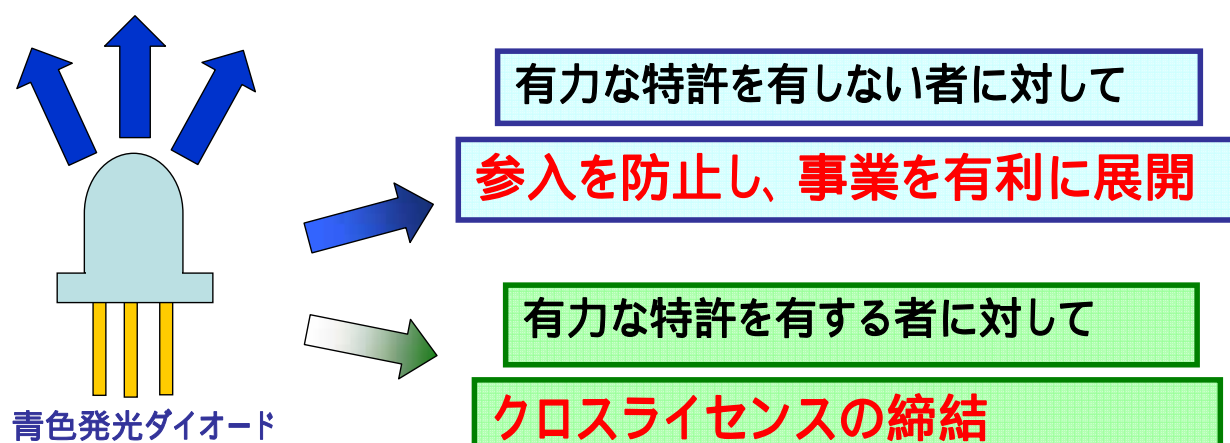 有力な特許を有しない者に対して
参入を防止し、事業を有利に展開
有力な特許を有する者に対して
クロスライセンスの締結
青色発光ダイオード